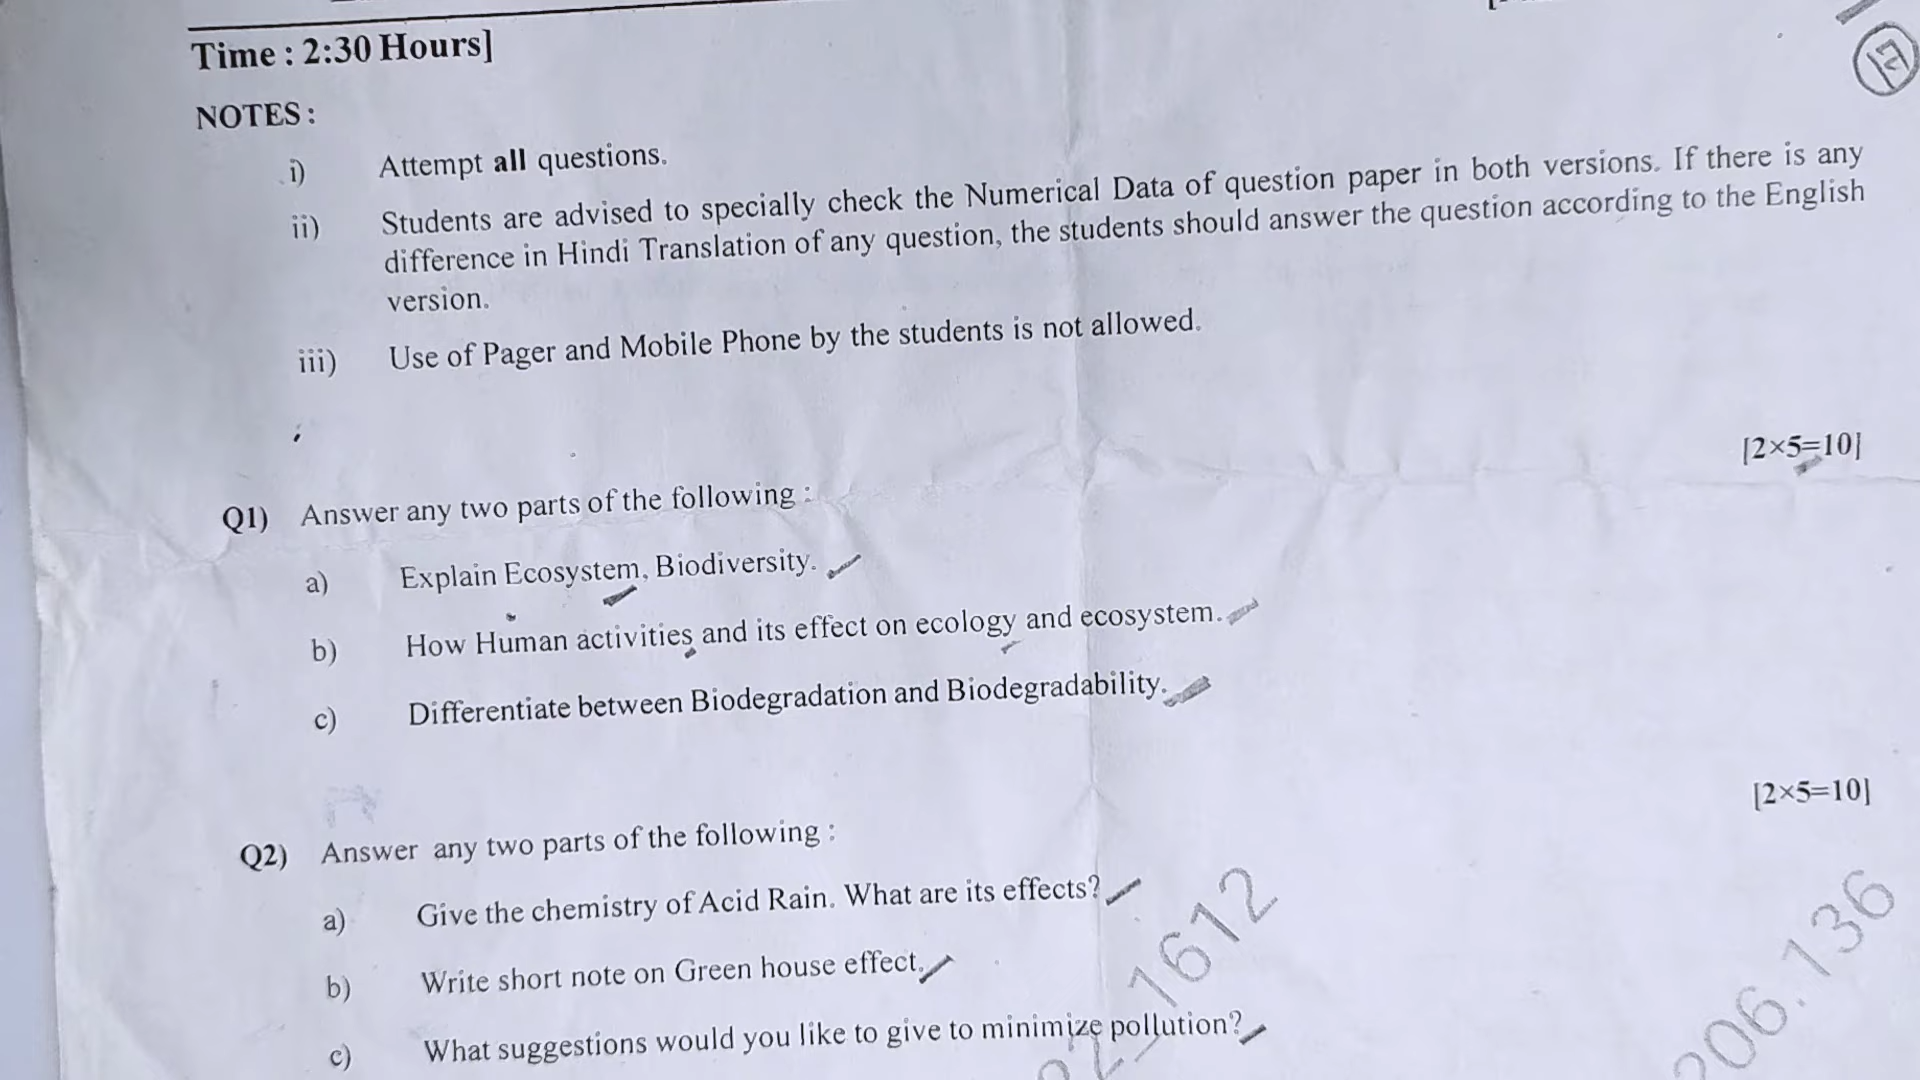 Time : 2:30 Hours]
17
NOTES :
i) Attempt all questions.
ii) Students are advised to specially check the Numerical Data of question paper in both versions. If there is any
difference in Hindi Translation of any question, the students should answer the question according to the English
version.
iii) Use of Pager and Mobile Phone by the students is not allowed.
[2×5=10]
Q1) Answer any two parts of the following :
a) Explain Ecosystem, Biodiversity.
b) How Human activities and its effect on ecology and ecosystem.
c) Differentiate between Biodegradation and Biodegradability.
[2×5=10]
Q2) Answer any two parts of the following :
a) Give the chemistry of Acid Rain. What are its effects?
b) Write short note on Green house effect.
c) What suggestions would you like to give to minimize pollution?
1612
206.136